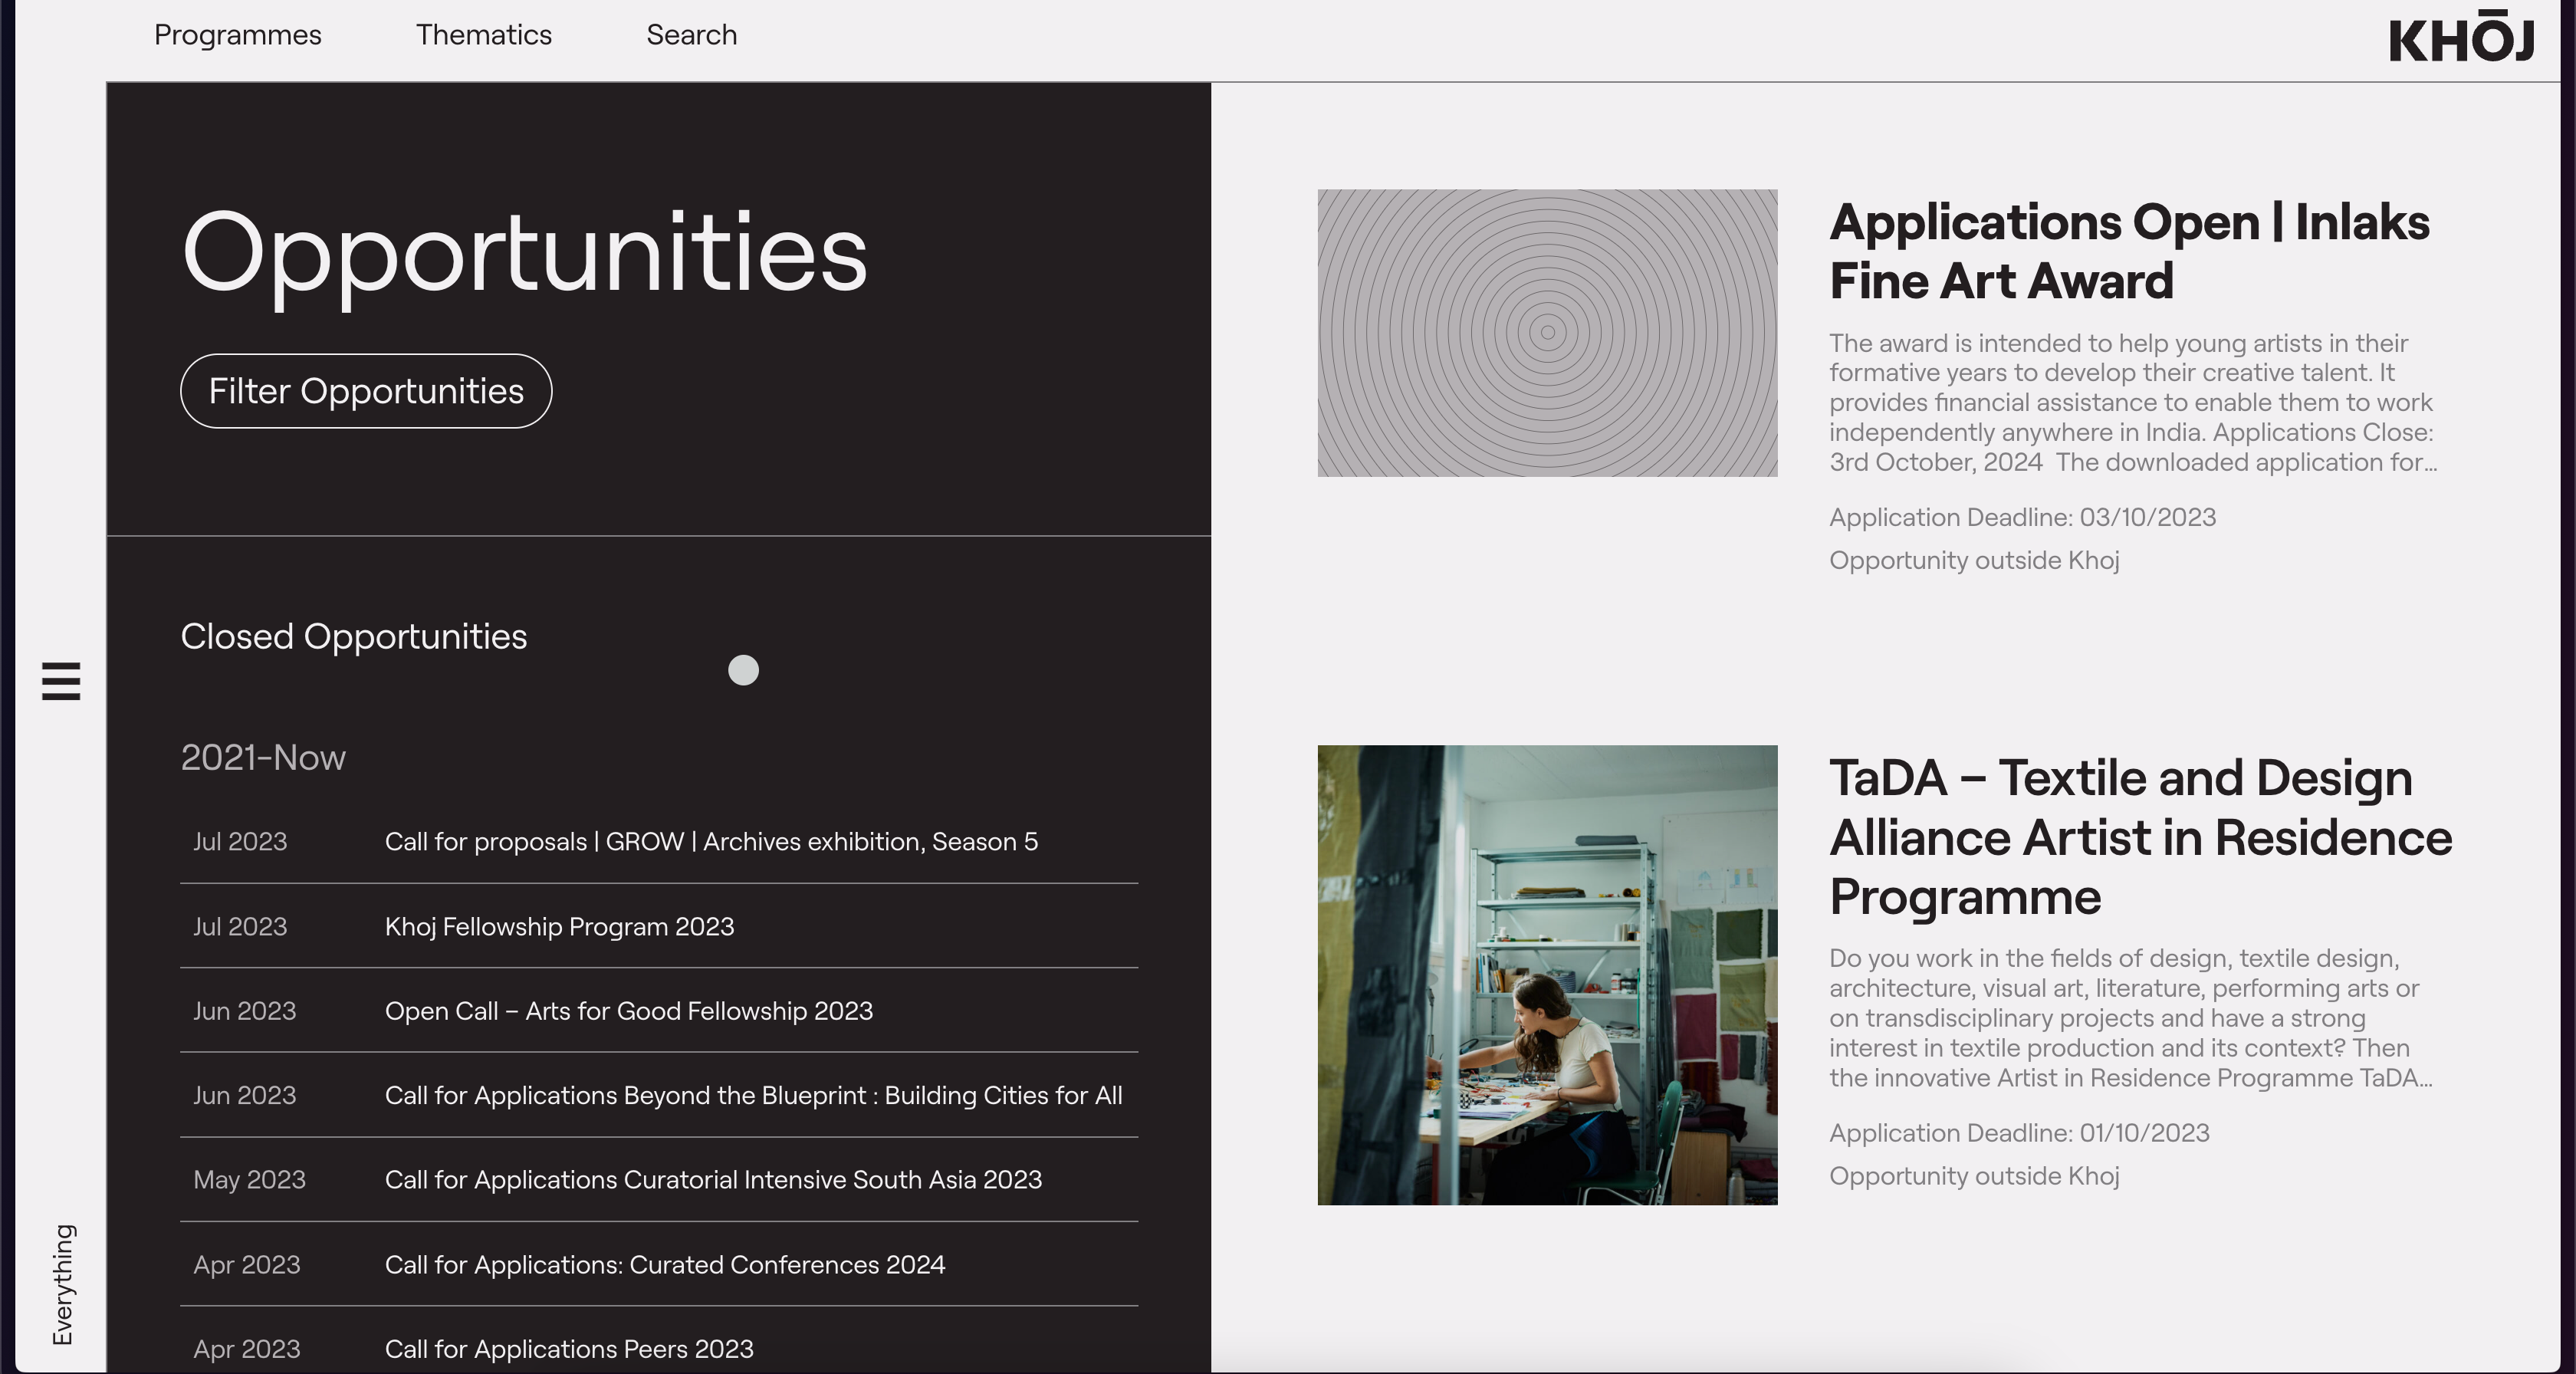 Programmes
Thematics
Search
KHŌJ
Opportunities
Filter Opportunities
Closed Opportunities
2021-Now
Jul 2023 Call for proposals | GROW | Archives exhibition, Season 5
Jul 2023 Khoj Fellowship Program 2023
Jun 2023 Open Call – Arts for Good Fellowship 2023
Jun 2023 Call for Applications Beyond the Blueprint : Building Cities for All
May 2023 Call for Applications Curatorial Intensive South Asia 2023
Apr 2023 Call for Applications: Curated Conferences 2024
Apr 2023 Call for Applications Peers 2023
Everything
Applications Open | Inlaks
Fine Art Award
The award is intended to help young artists in their
formative years to develop their creative talent. It
provides financial assistance to enable them to work
independently anywhere in India. Applications Close:
3rd October, 2024  The downloaded application for...
Application Deadline: 03/10/2023
Opportunity outside Khoj
TaDA – Textile and Design
Alliance Artist in Residence
Programme
Do you work in the fields of design, textile design,
architecture, visual art, literature, performing arts or
on transdisciplinary projects and have a strong
interest in textile production and its context? Then
the innovative Artist in Residence Programme TaDA...
Application Deadline: 01/10/2023
Opportunity outside Khoj